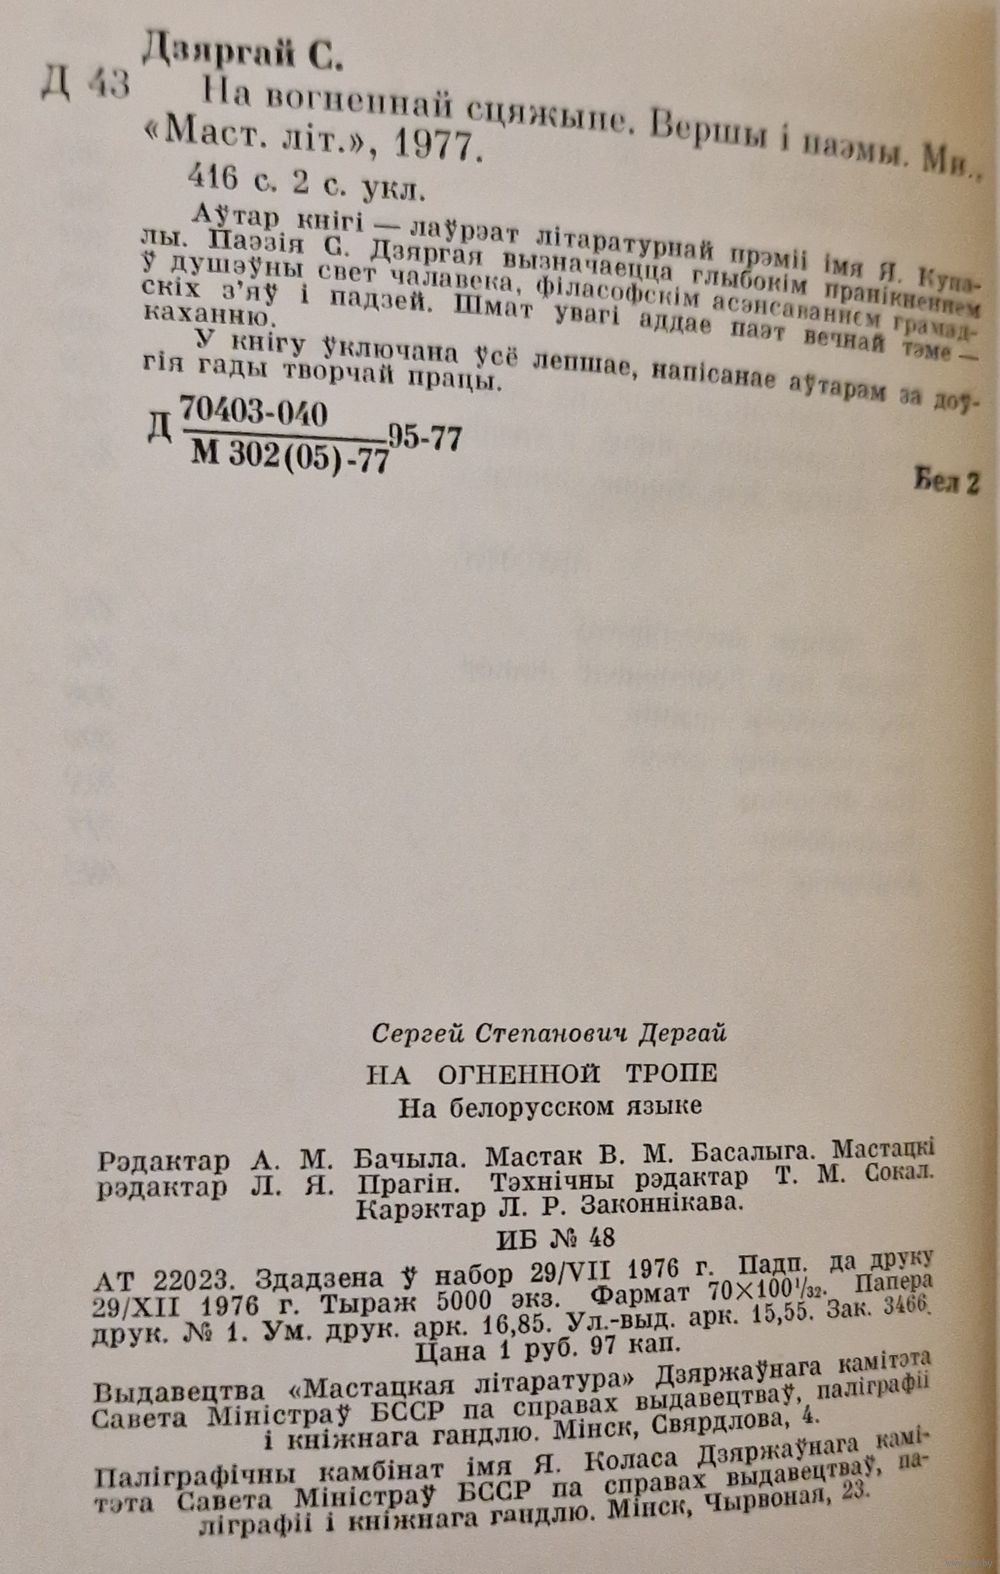 Дзяргай С.
Д 43
На вогненнай сцяжыне. Вершы і паэмы. Мн.,
«Маст. літ.», 1977.
416 с. 2 с. укл.
Аўтар кнігі — лаўрэат літаратурнай прэміі імя Я. Купа-
лы. Паэзія С. Дзяргая вызначаецца глыбокім пранікненнем
ў душэўны свет чалавека, філасофскім асэнсаваннем грамад-
скіх з'яў і падзей. Шмат увагі аддае паэт вечнай тэме —
каханню.
У кнігу ўключана ўсё лепшае, напісанае аўтарам за доў-
гія гады творчай працы.
Д 70403-040
М 302(05)-77 95-77
Бел 2
Сергей Степанович Дергай
НА ОГНЕННОЙ ТРОПЕ
На белорусском языке
Рэдактар А. М. Бачыла. Мастак В. М. Басалыга. Мастацкі
рэдактар Л. Я. Прагін. Тэхнічны рэдактар Т. М. Сокал.
Карэктар Л. Р. Законнікава.
ИБ № 48
АТ 22023. Здадзена ў набор 29/VII 1976 г. Падп. да друку
29/XII 1976 г. Тыраж 5000 экз. Фармат 70×100¹/₃₂. Папера
друк. № 1. Ум. друк. арк. 16,85. Ул.-выд. арк. 15,55. Зак. 3466.
Цана 1 руб. 97 кап.
Выдавецтва «Мастацкая літаратура» Дзяржаўнага камітэта
Савета Міністраў БССР па справах выдавецтваў, паліграфіі
і кніжнага гандлю. Мінск, Свярдлова, 4.
Паліграфічны камбінат імя Я. Коласа Дзяржаўнага камі-
тэта Савета Міністраў БССР па справах выдавецтваў, па-
ліграфіі і кніжнага гандлю. Мінск, Чырвоная, 23.